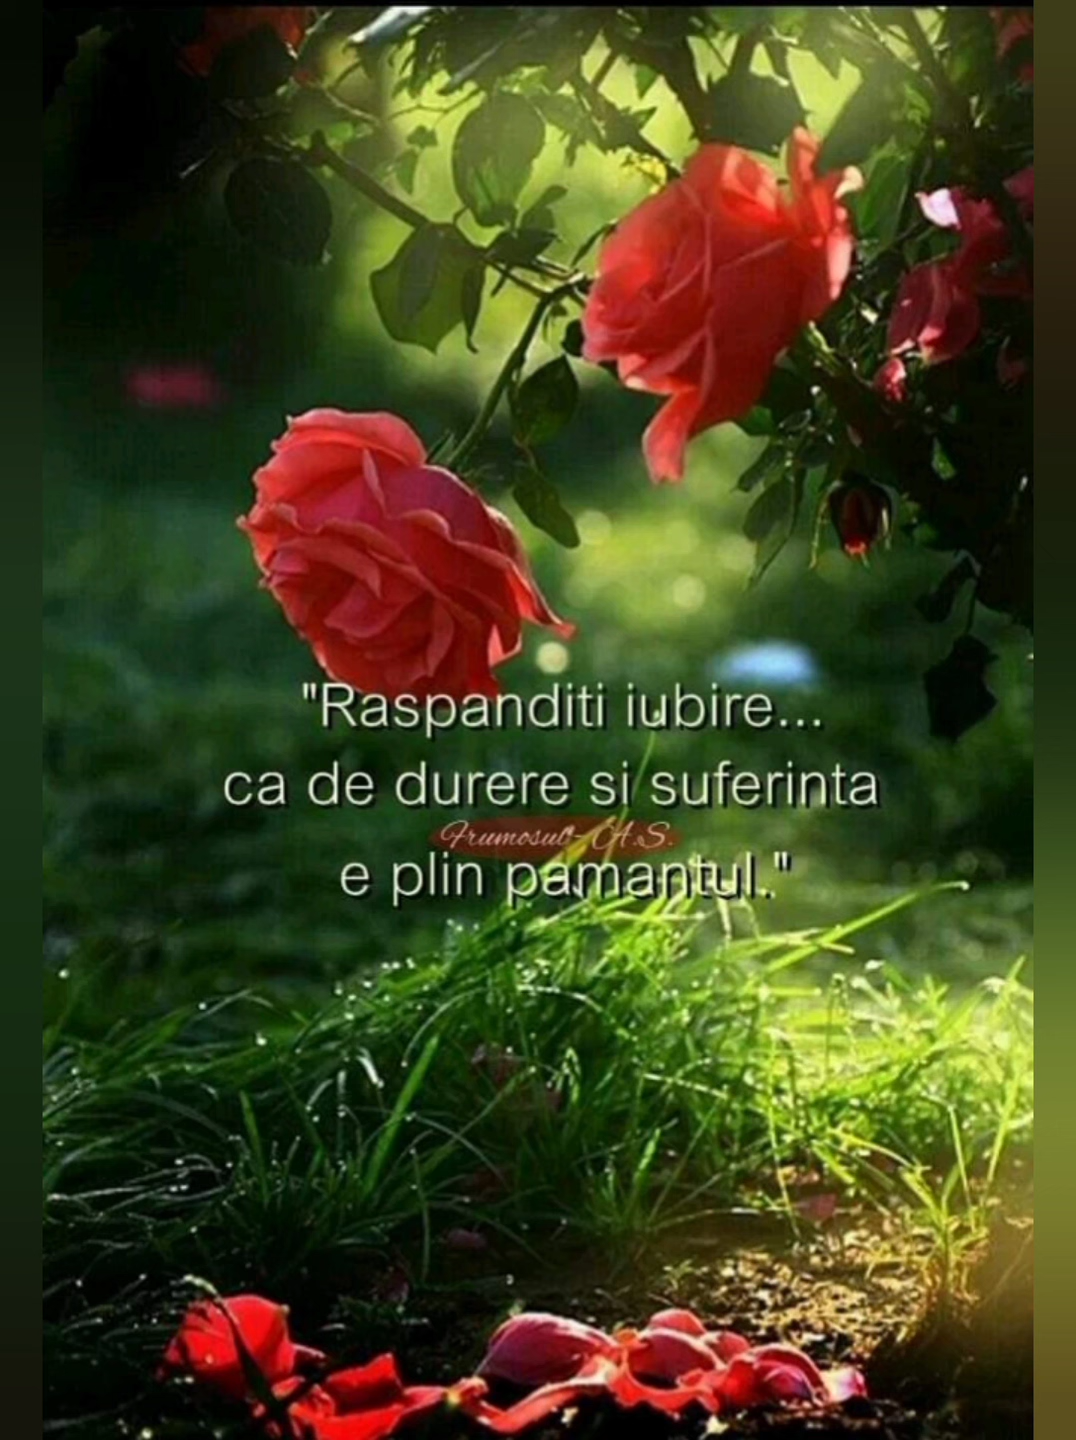 "Raspanditi iubire...
ca de durere si suferinta
Frumosul-A.S.
e plin pamantul."